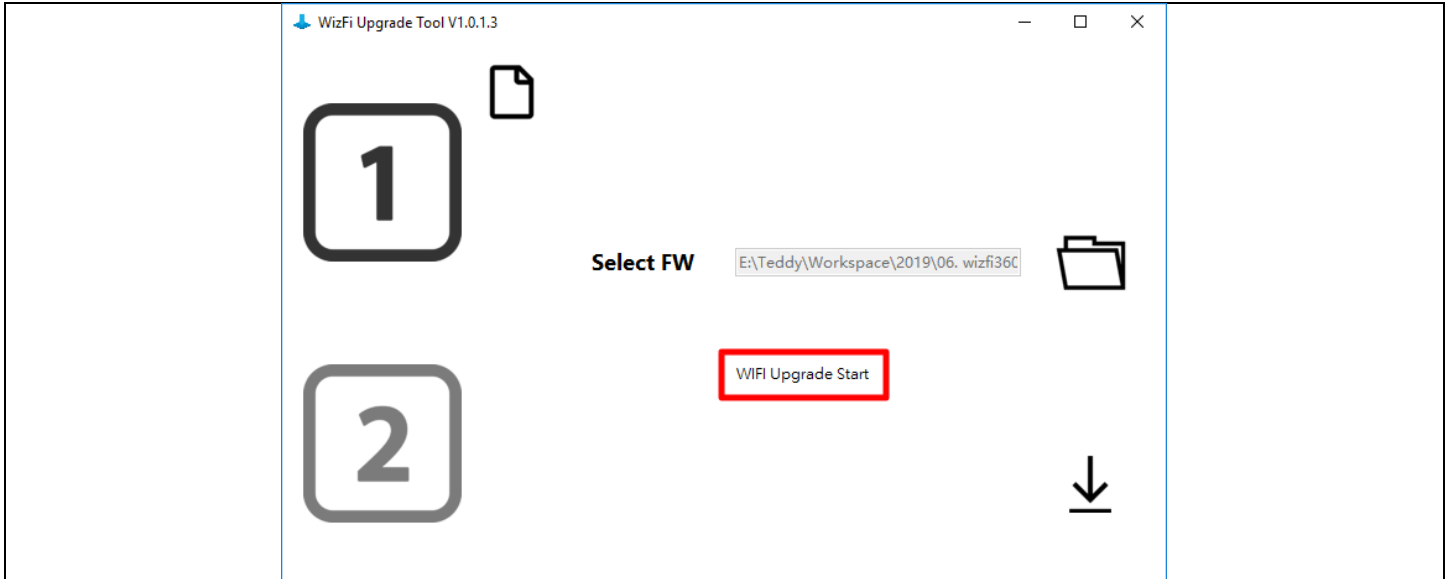 WizFi Upgrade Tool V1.0.1.3
1
Select FW
E:\Teddy\Workspace\2019\06. wizfi360
WIFI Upgrade Start
2